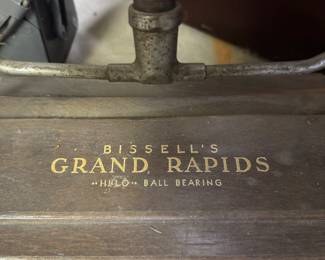 BISSELL'S
GRAND RAPIDS
"HI-LO" BALL BEARING